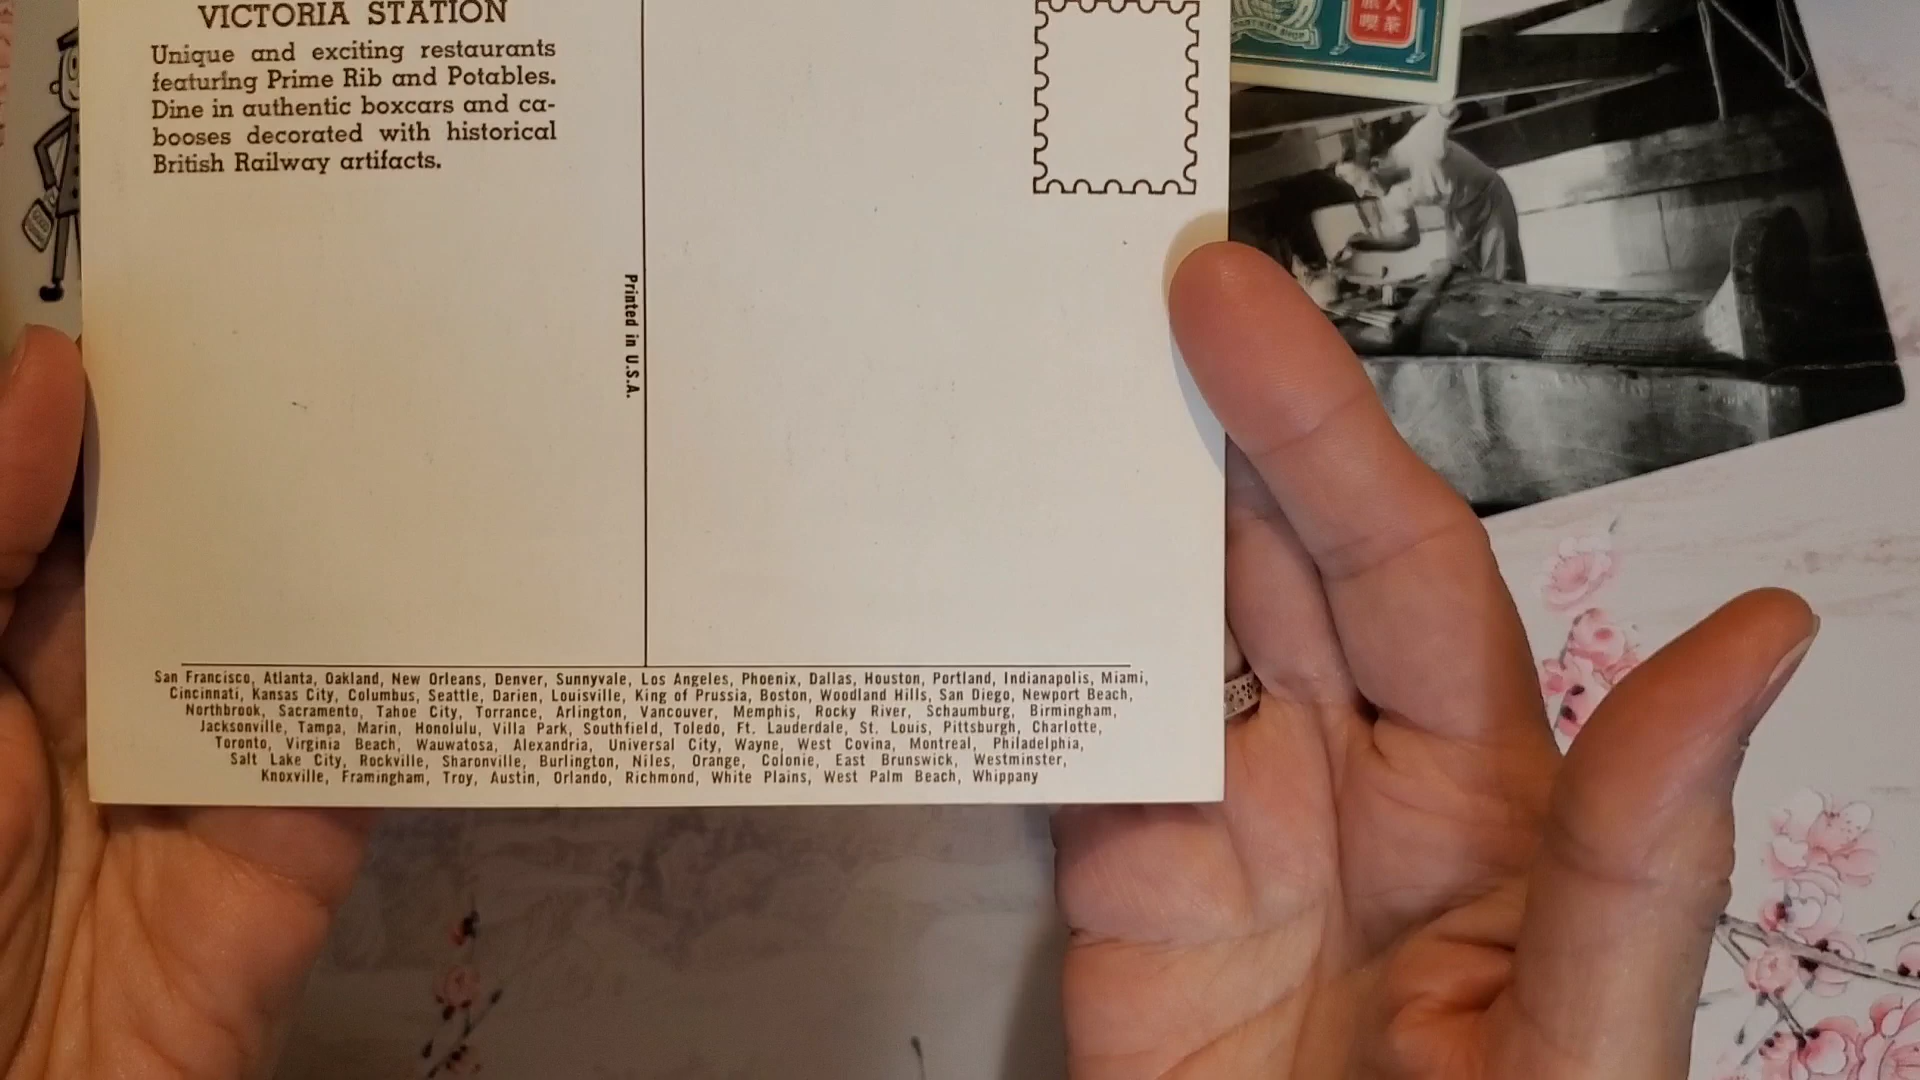 VICTORIA STATION
Unique and exciting restaurants
featuring Prime Rib and Potables.
Dine in authentic boxcars and ca-
booses decorated with historical
British Railway artifacts.
Printed in U.S.A.
San Francisco, Atlanta, Oakland, New Orleans, Denver, Sunnyvale, Los Angeles, Phoenix, Dallas, Houston, Portland, Indianapolis, Miami,
Cincinnati, Kansas City, Columbus, Seattle, Darien, Louisville, King of Prussia, Boston, Woodland Hills, San Diego, Newport Beach,
Northbrook, Sacramento, Tahoe City, Torrance, Arlington, Vancouver, Memphis, Rocky River, Schaumburg, Birmingham,
Jacksonville, Tampa, Marin, Honolulu, Villa Park, Southfield, Toledo, Ft. Lauderdale, St. Louis, Pittsburgh, Charlotte,
Toronto, Virginia Beach, Wauwatosa, Alexandria, Universal City, Wayne, West Covina, Montreal, Philadelphia,
Salt Lake City, Rockville, Sharonville, Burlington, Niles, Orange, Colonie, East Brunswick, Westminster,
Knoxville, Framingham, Troy, Austin, Orlando, Richmond, White Plains, West Palm Beach, Whippany